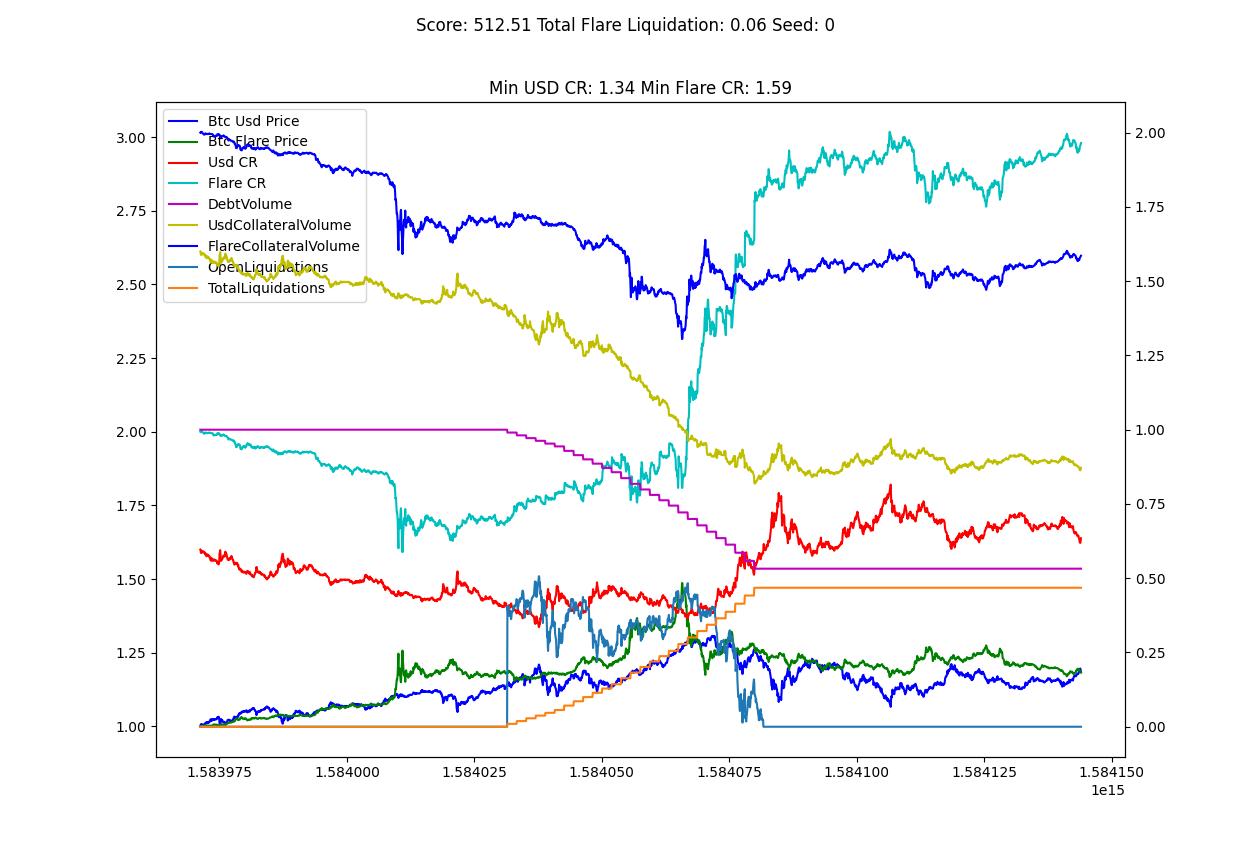 Score: 512.51 Total Flare Liquidation: 0.06 Seed: 0
Min USD CR: 1.34 Min Flare CR: 1.59
Btc Usd Price
Btc Flare Price
Usd CR
Flare CR
DebtVolume
UsdCollateralVolume
FlareCollateralVolume
OpenLiquidations
TotalLiquidations
3.00
2.75
2.50
2.25
2.00
1.75
1.50
1.25
1.00
2.00
1.75
1.50
1.25
1.00
0.75
0.50
0.25
0.00
1.583975 1.584000 1.584025 1.584050 1.584075 1.584100 1.584125 1.584150
1e15